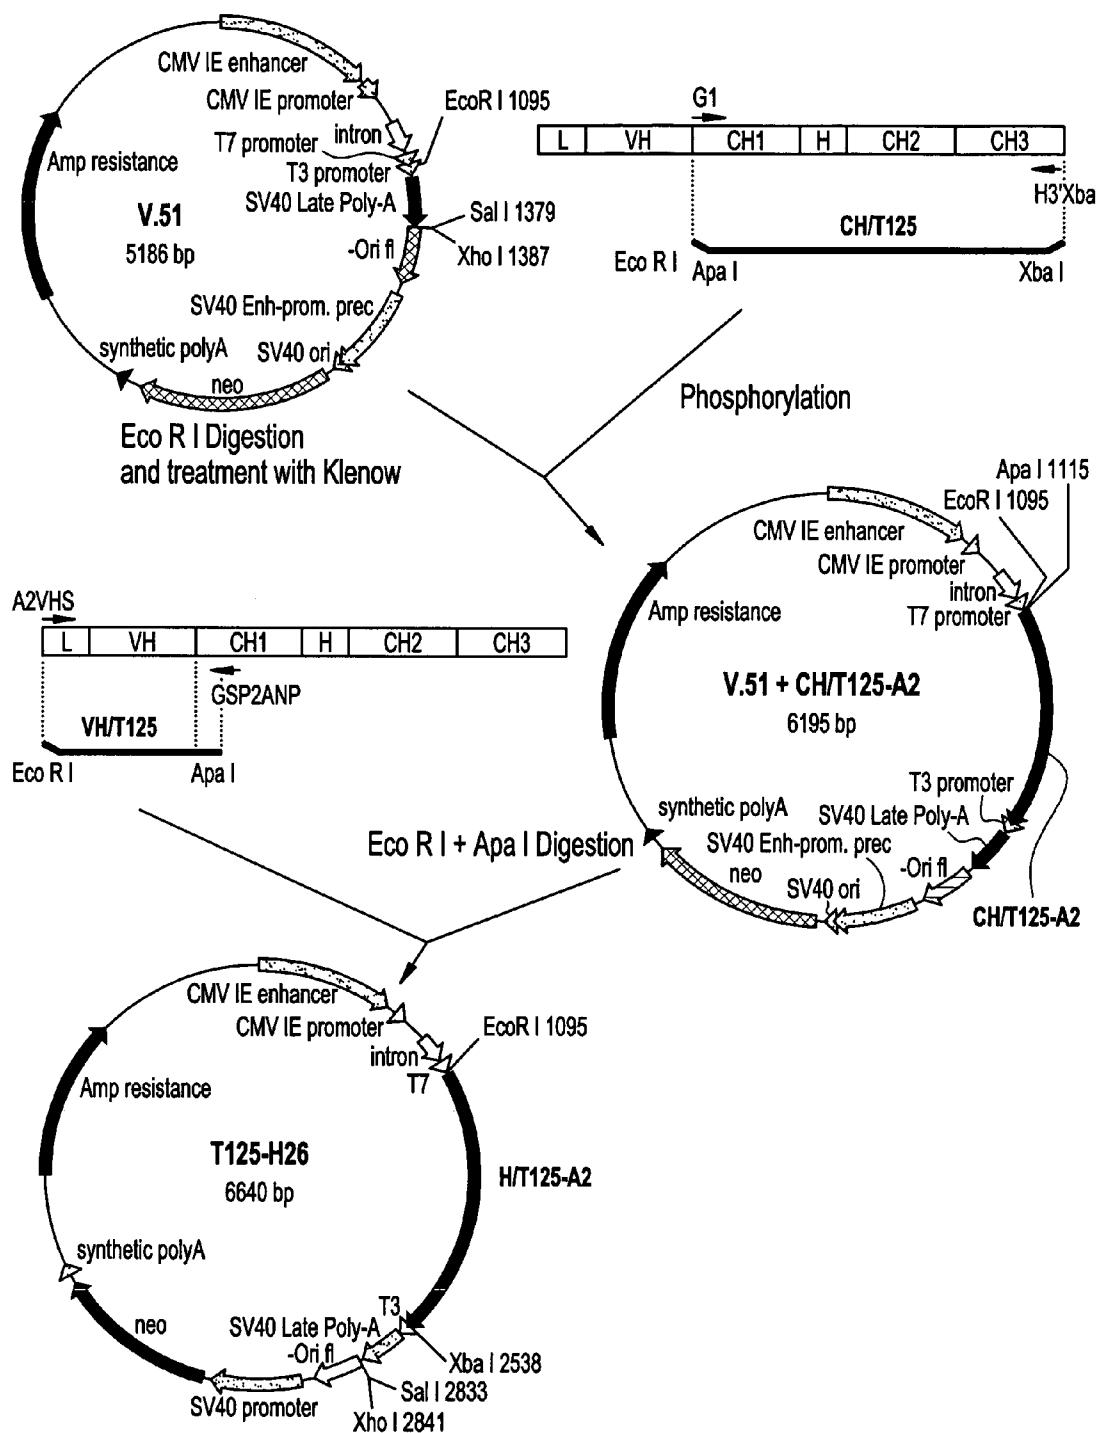 CMV IE enhancer
CMV IE promoter
EcoR I 1095
intron
T7 promoter
T3 promoter
SV40 Late Poly-A
Amp resistance
V.51
5186 bp
Sal I 1379
Xho I 1387
-Ori fl
SV40 Enh-prom. prec
synthetic polyA
SV40 ori
neo
Eco R I Digestion
and treatment with Klenow
G1
L VH CH1 H CH2 CH3
H3'Xba
CH/T125
Eco R I
Apa I
Xba I
Phosphorylation
Apa I 1115
EcoR I 1095
CMV IE enhancer
CMV IE promoter
intron
T7 promoter
Amp resistance
V.51 + CH/T125-A2
6195 bp
T3 promoter
synthetic polyA
SV40 Late Poly-A
SV40 Enh-prom. prec
-Ori fl
neo
SV40 ori
CH/T125-A2
A2VHS
L VH CH1 H CH2 CH3
GSP2ANP
VH/T125
Eco R I
Apa I
Eco R I + Apa I Digestion
CMV IE enhancer
CMV IE promoter
EcoR I 1095
intron
T7
Amp resistance
T125-H26
6640 bp
H/T125-A2
synthetic polyA
T3
neo
SV40 Late Poly-A
-Ori fl
Xba I 2538
Sal I 2833
SV40 promoter
Xho I 2841